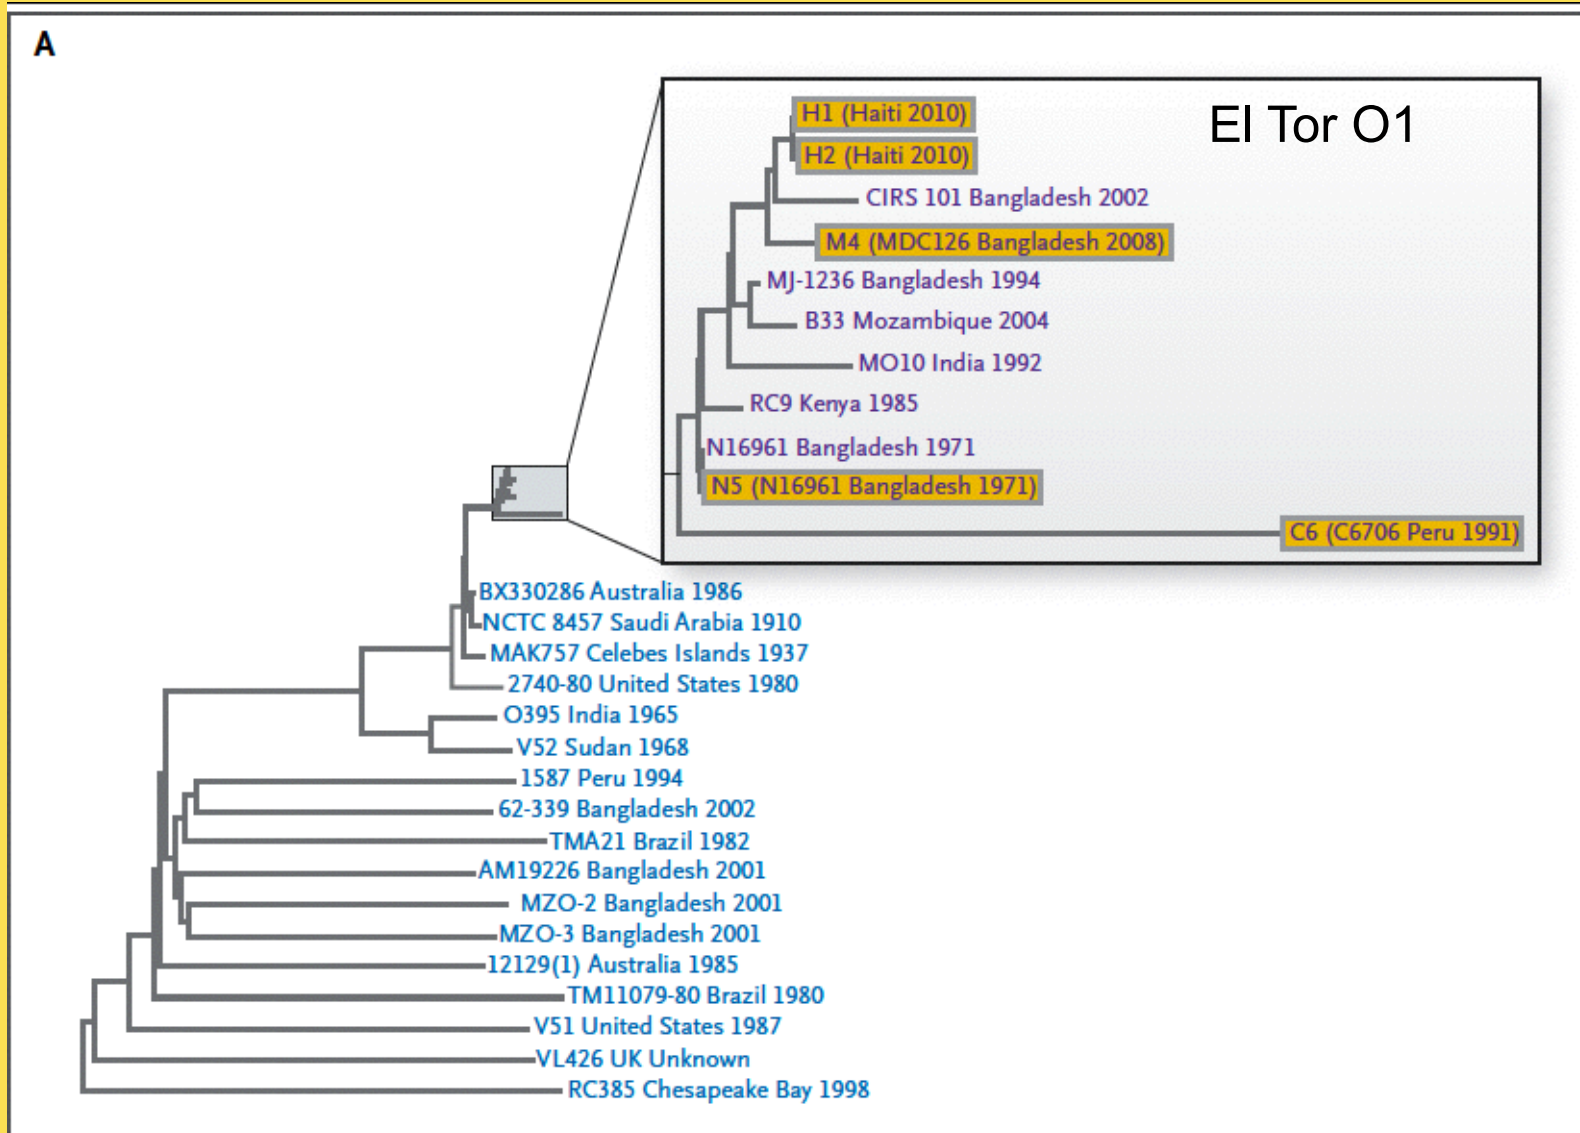 A
El Tor O1
H1 (Haiti 2010)
H2 (Haiti 2010)
CIRS 101 Bangladesh 2002
M4 (MDC126 Bangladesh 2008)
MJ-1236 Bangladesh 1994
B33 Mozambique 2004
MO10 India 1992
RC9 Kenya 1985
N16961 Bangladesh 1971
N5 (N16961 Bangladesh 1971)
C6 (C6706 Peru 1991)
BX330286 Australia 1986
NCTC 8457 Saudi Arabia 1910
MAK757 Celebes Islands 1937
2740-80 United States 1980
O395 India 1965
V52 Sudan 1968
1587 Peru 1994
62-339 Bangladesh 2002
TMA21 Brazil 1982
AM19226 Bangladesh 2001
MZO-2 Bangladesh 2001
MZO-3 Bangladesh 2001
12129(1) Australia 1985
TM11079-80 Brazil 1980
V51 United States 1987
VL426 UK Unknown
RC385 Chesapeake Bay 1998